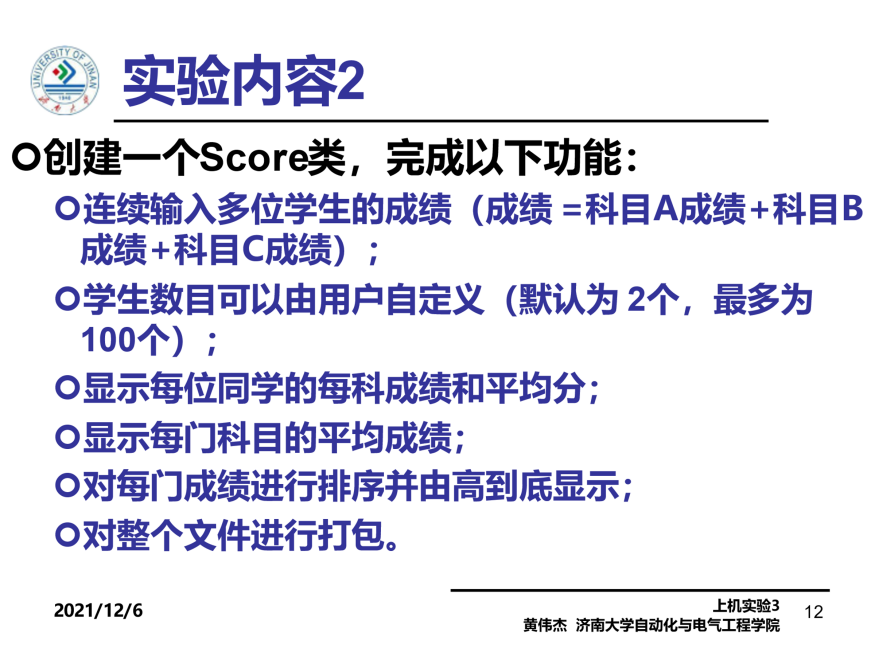 UNIVERSITY OF JINAN
实验内容2
创建一个Score类，完成以下功能：
连续输入多位学生的成绩（成绩 =科目A成绩+科目B
成绩+科目C成绩）；
学生数目可以由用户自定义（默认为 2个，最多为
100个）；
显示每位同学的每科成绩和平均分；
显示每门科目的平均成绩；
对每门成绩进行排序并由高到底显示；
对整个文件进行打包。
2021/12/6
上机实验3
黄伟杰 济南大学自动化与电气工程学院
12